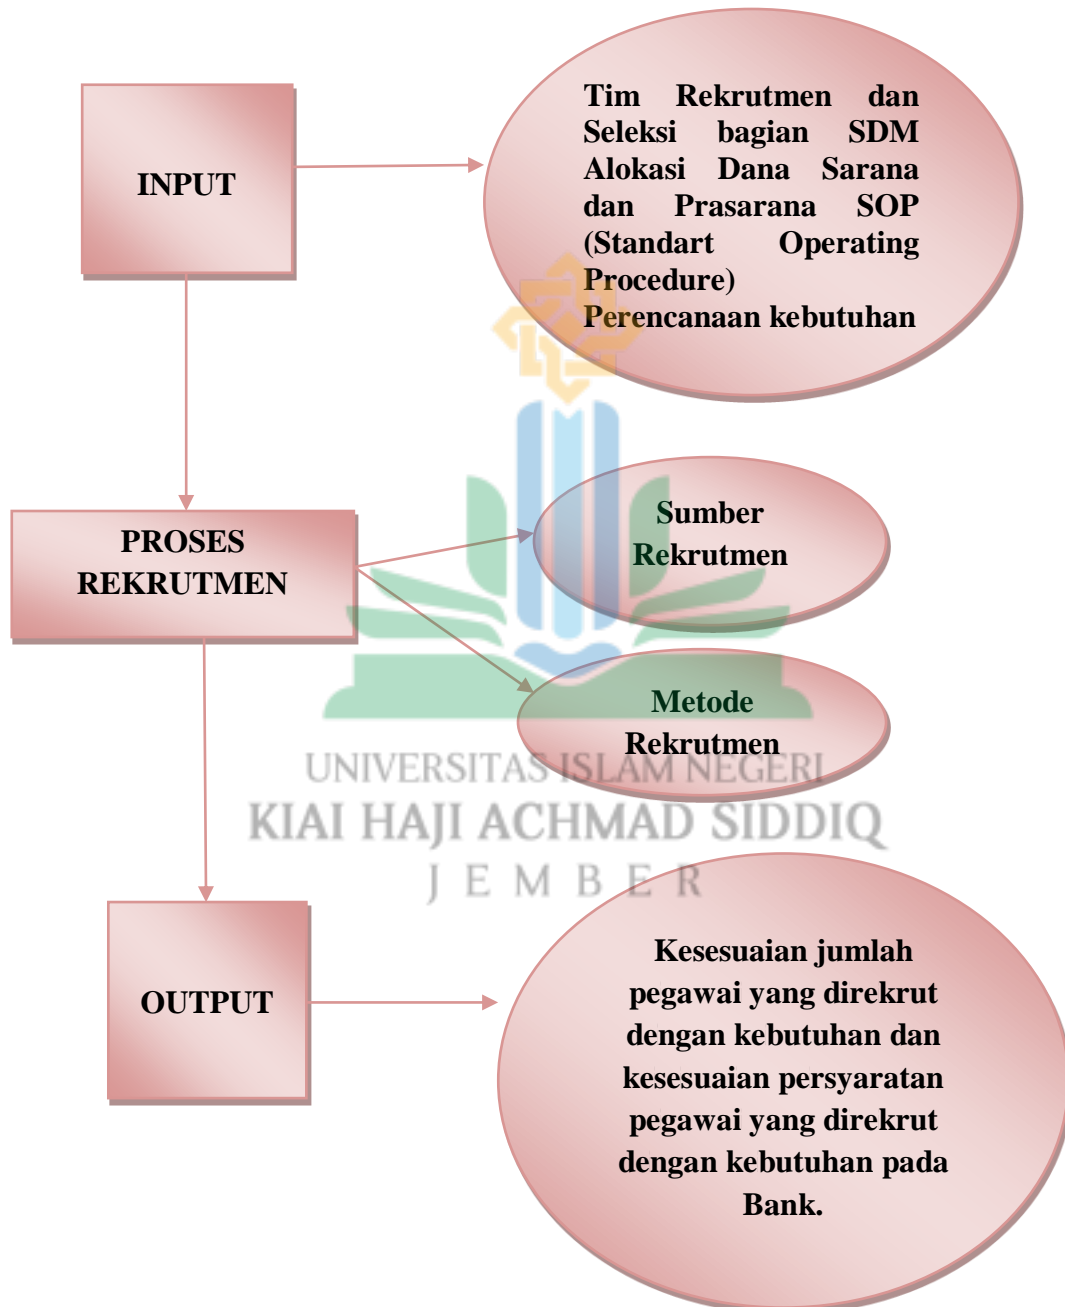 INPUT
Tim Rekrutmen dan
Seleksi bagian SDM
Alokasi Dana Sarana
dan Prasarana SOP
(Standart Operating
Procedure)
Perencanaan kebutuhan
PROSES
REKRUTMEN
Sumber
Rekrutmen
Metode
Rekrutmen
UNIVERSITAS ISLAM NEGERI
KIAI HAJI ACHMAD SIDDIQ
JEMBER
OUTPUT
Kesesuaian jumlah
pegawai yang direkrut
dengan kebutuhan dan
kesesuaian persyaratan
pegawai yang direkrut
dengan kebutuhan pada
Bank.